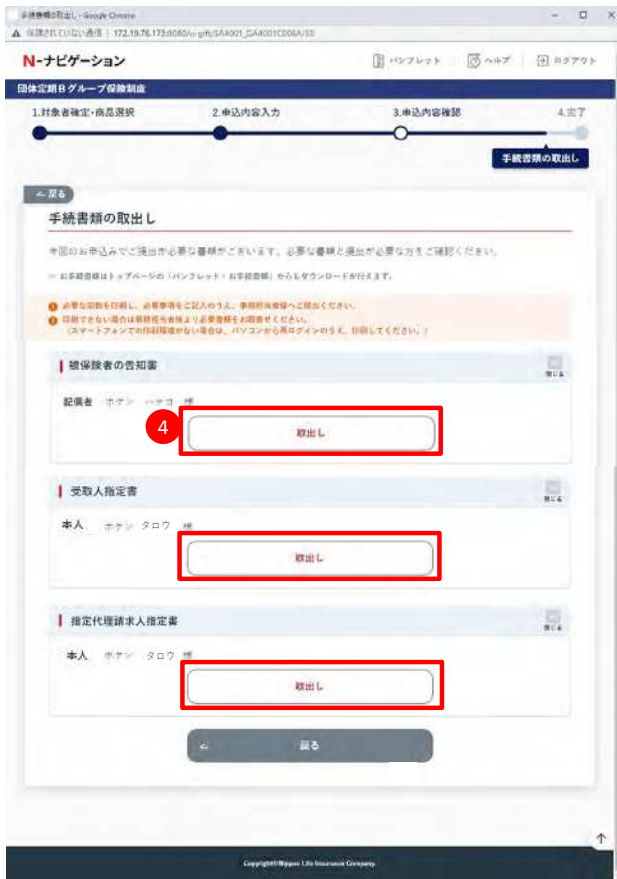 手続書類の取出し - Google Chrome
保護されていない通信 | 172.19.76.173:8080
N-ナビゲーション
パンフレット ヘルプ ログアウト
団体定期Bグループ保険制度
1.対象者確定・商品選択 2.申込内容入力 3.申込内容確認 4.完了
手続書類の取出し
戻る
手続書類の取出し
今回のお申込みでご提出が必要な書類がございます。必要な書類と提出が必要な方をご確認ください。
※ お手続書類はトップページの「パンフレット・お手続書類」からもダウンロードが行えます。
必要な書類を印刷し、必要事項をご記入のうえ、事務担当者様へご提出ください。
印刷できない場合は事務担当者様より必要書類をお取寄せください。
（スマートフォンでの印刷環境がない場合は、パソコンから再ログインのうえ、印刷してください。）
被保険者の告知書
閉じる
配偶者 ホケン ハナコ 様
4
取出し
受取人指定書
閉じる
本人 ホケン タロウ 様
取出し
指定代理請求人指定書
閉じる
本人 ホケン タロウ 様
取出し
戻る
Copyright©Nippon Life Insurance Company.